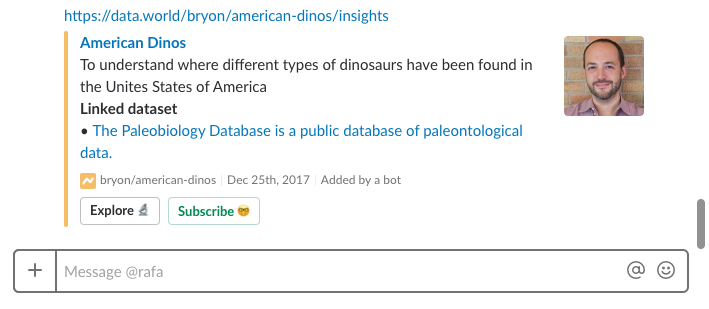 https://data.world/bryon/american-dinos/insights
American Dinos
To understand where different types of dinosaurs have been found in
the Unites States of America
Linked dataset
• The Paleobiology Database is a public database of paleontological
data.
bryon/american-dinos | Dec 25th, 2017 | Added by a bot
Explore 🔬 Subscribe 🤓
+ Message @rafa @